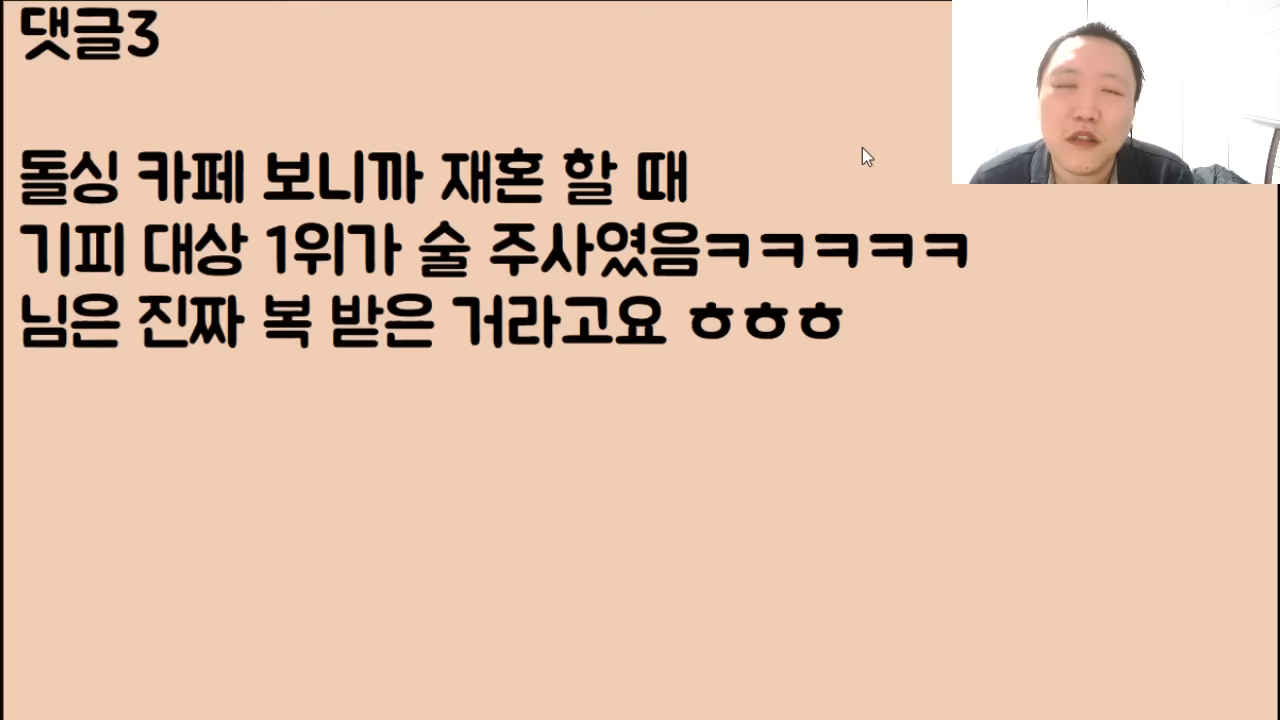 댓글3
돌싱 카페 보니까 재혼 할 때
기피 대상 1위가 술 주사였음ㅋㅋㅋㅋㅋ
님은 진짜 복 받은 거라고요 ㅎㅎㅎ